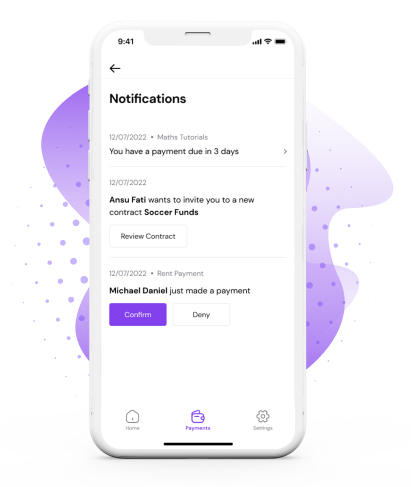 9:41
Notifications
12/07/2022 • Maths Tutorials
You have a payment due in 3 days
12/07/2022
Ansu Fati wants to invite you to a new
contract Soccer Funds
Review Contract
12/07/2022 • Rent Payment
Michael Daniel just made a payment
Confirm Deny
Home Payments Settings